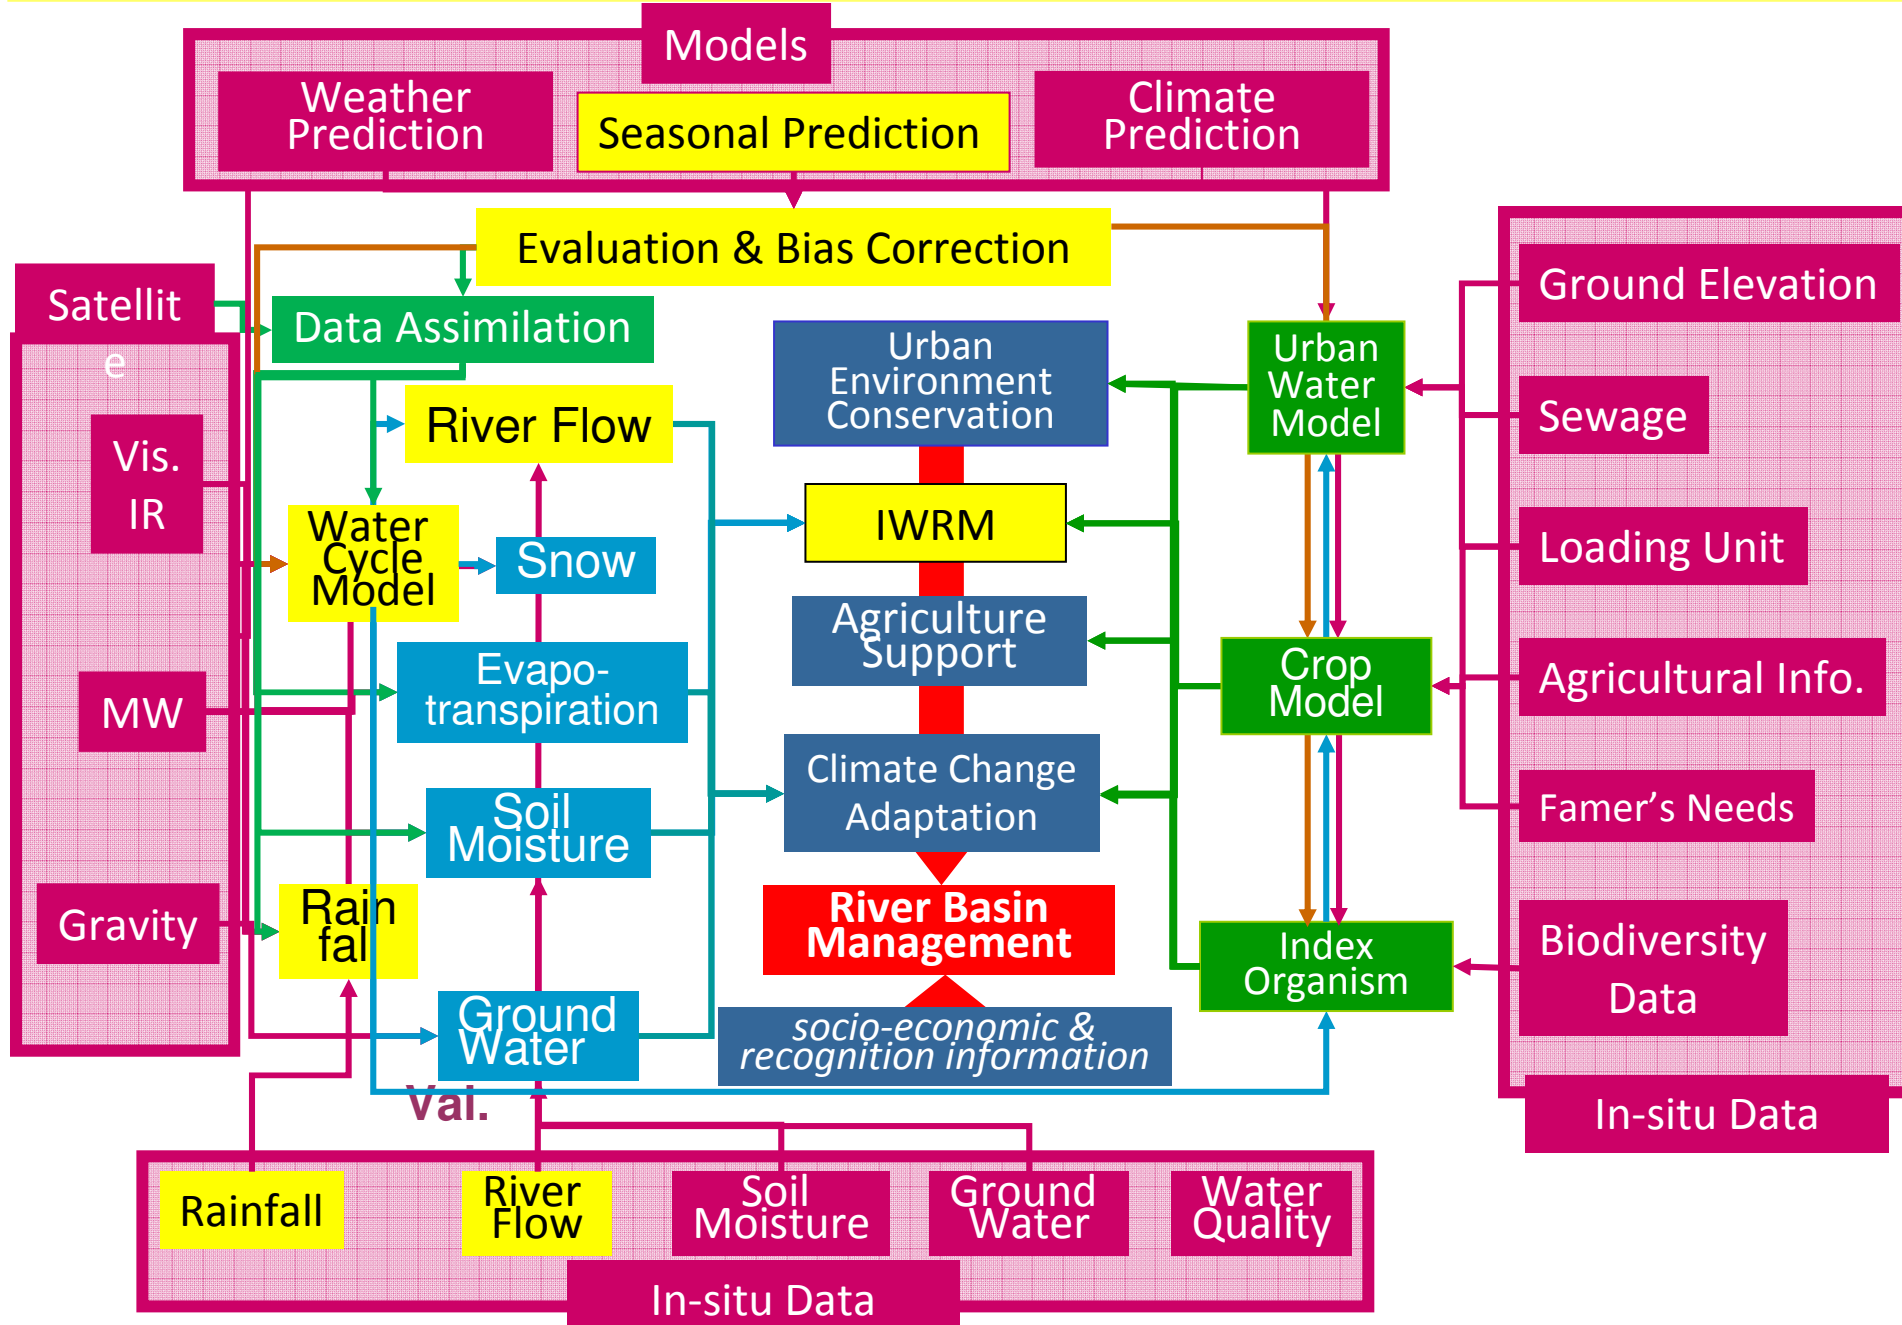 Models
Weather
Prediction
Seasonal Prediction
Climate
Prediction
Evaluation & Bias Correction
Satellit
e
Data Assimilation
Vis.
IR
MW
Gravity
River Flow
Water
Cycle
Model
Snow
Evapo-
transpiration
Soil
Moisture
Rain
fal
Ground
Water
Val.
Urban
Environment
Conservation
IWRM
Agriculture
Support
Climate Change
Adaptation
River Basin
Management
socio-economic &
recognition information
Urban
Water
Model
Crop
Model
Index
Organism
Ground Elevation
Sewage
Loading Unit
Agricultural Info.
Famer's Needs
Biodiversity
Data
In-situ Data
Rainfall
River
Flow
Soil
Moisture
Ground
Water
Water
Quality
In-situ Data